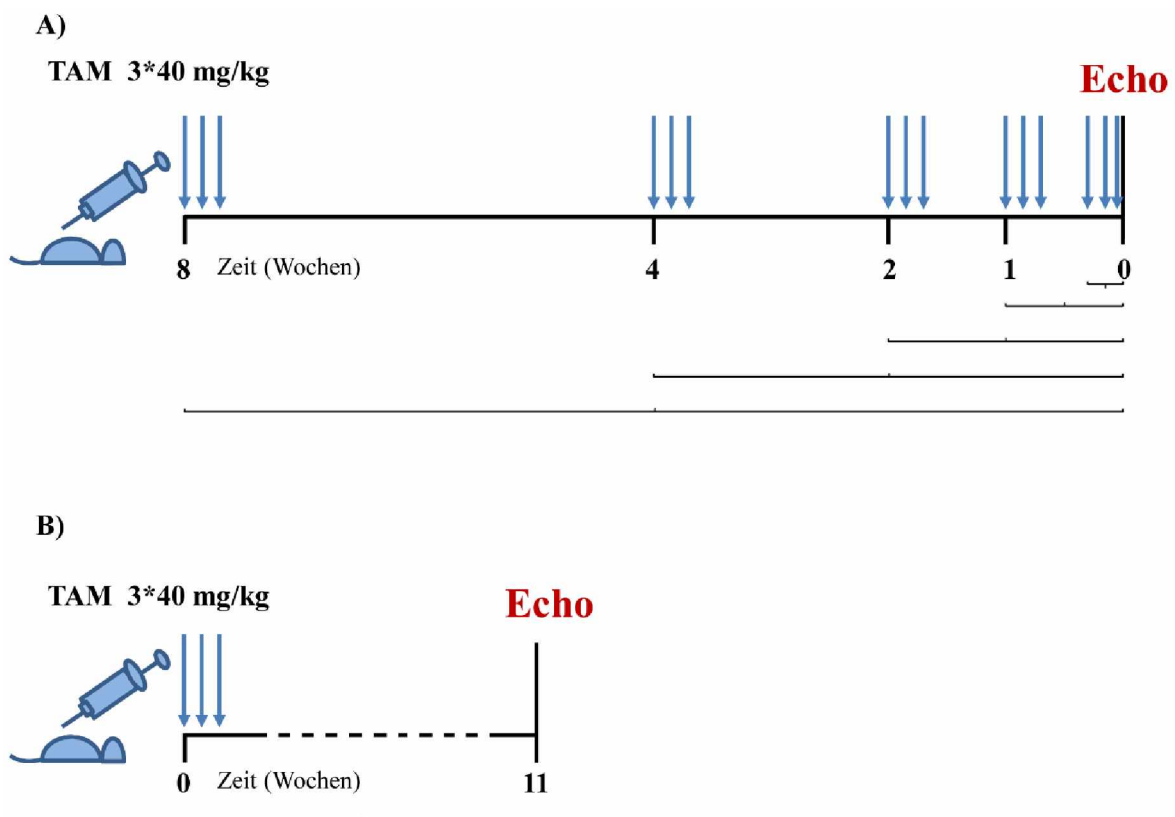 A)
TAM 3*40 mg/kg
Echo
8 Zeit (Wochen) 4 2 1 0
B)
TAM 3*40 mg/kg
Echo
0 Zeit (Wochen) 11